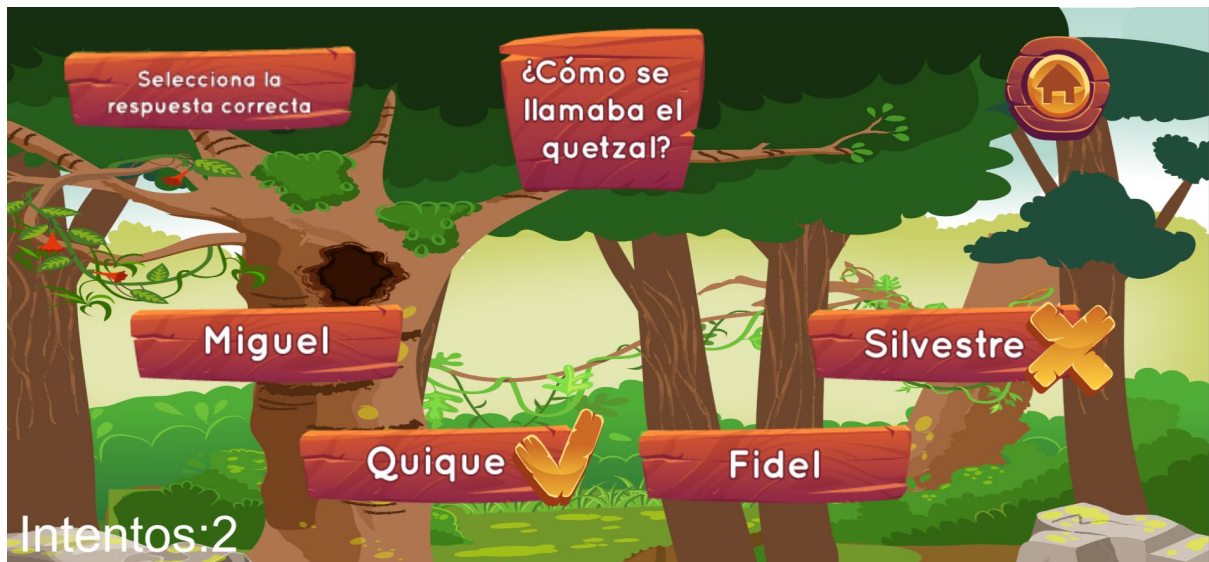 Selecciona la
respuesta correcta
¿Cómo se
llamaba el
quetzal?
Miguel
Silvestre
Quique
Fidel
Intentos:2